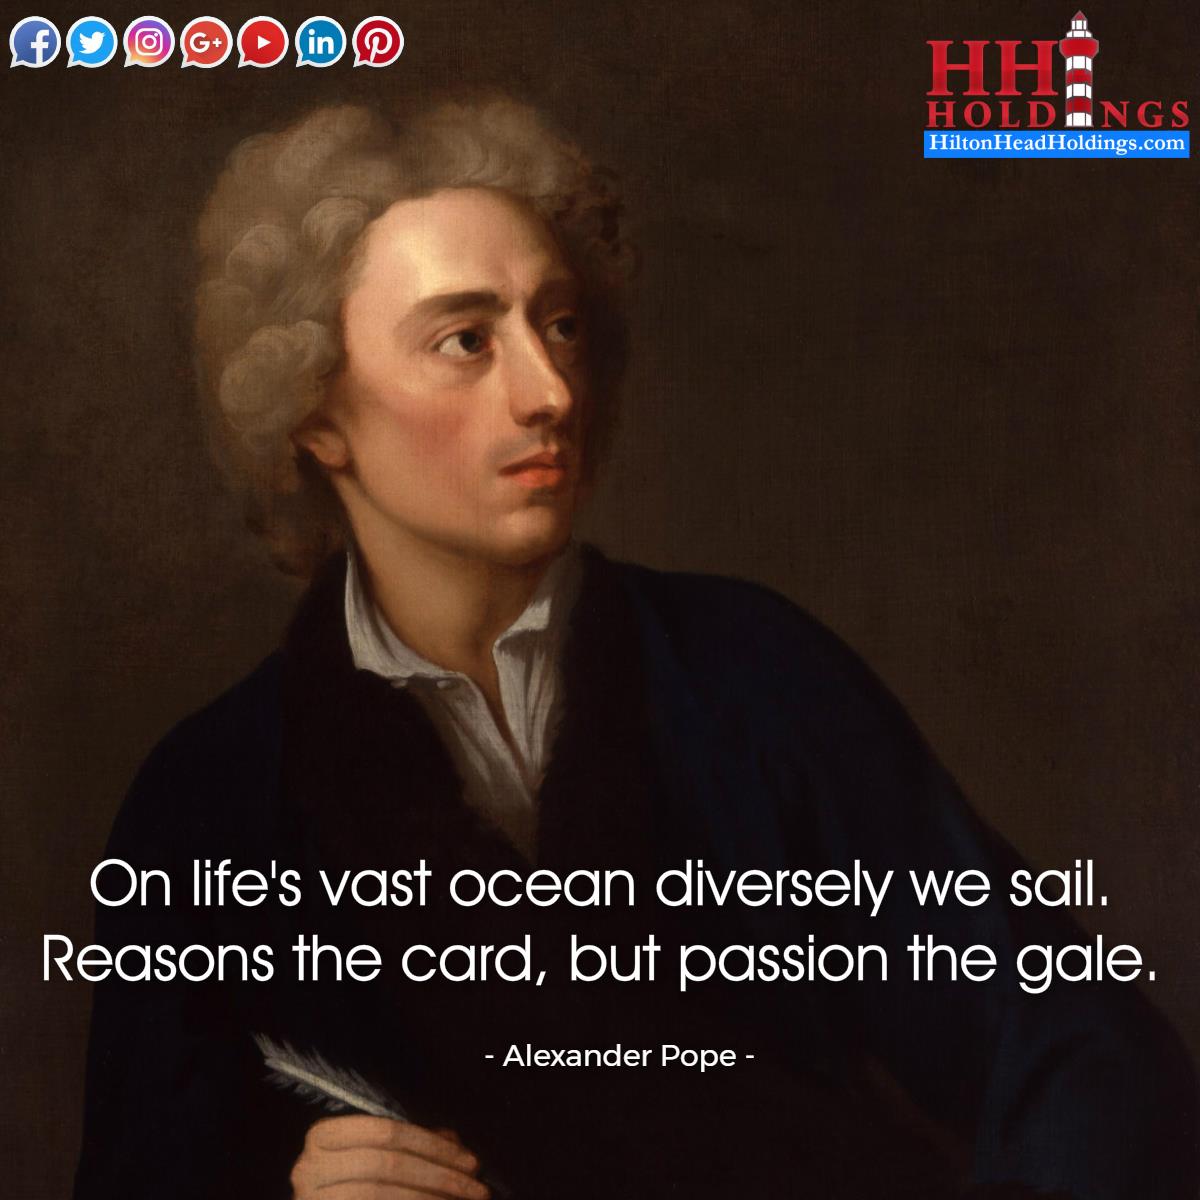 HH
HOLDINGS
HiltonHeadHoldings.com
f
G+
in
On life's vast ocean diversely we sail.
Reasons the card, but passion the gale.
- Alexander Pope -